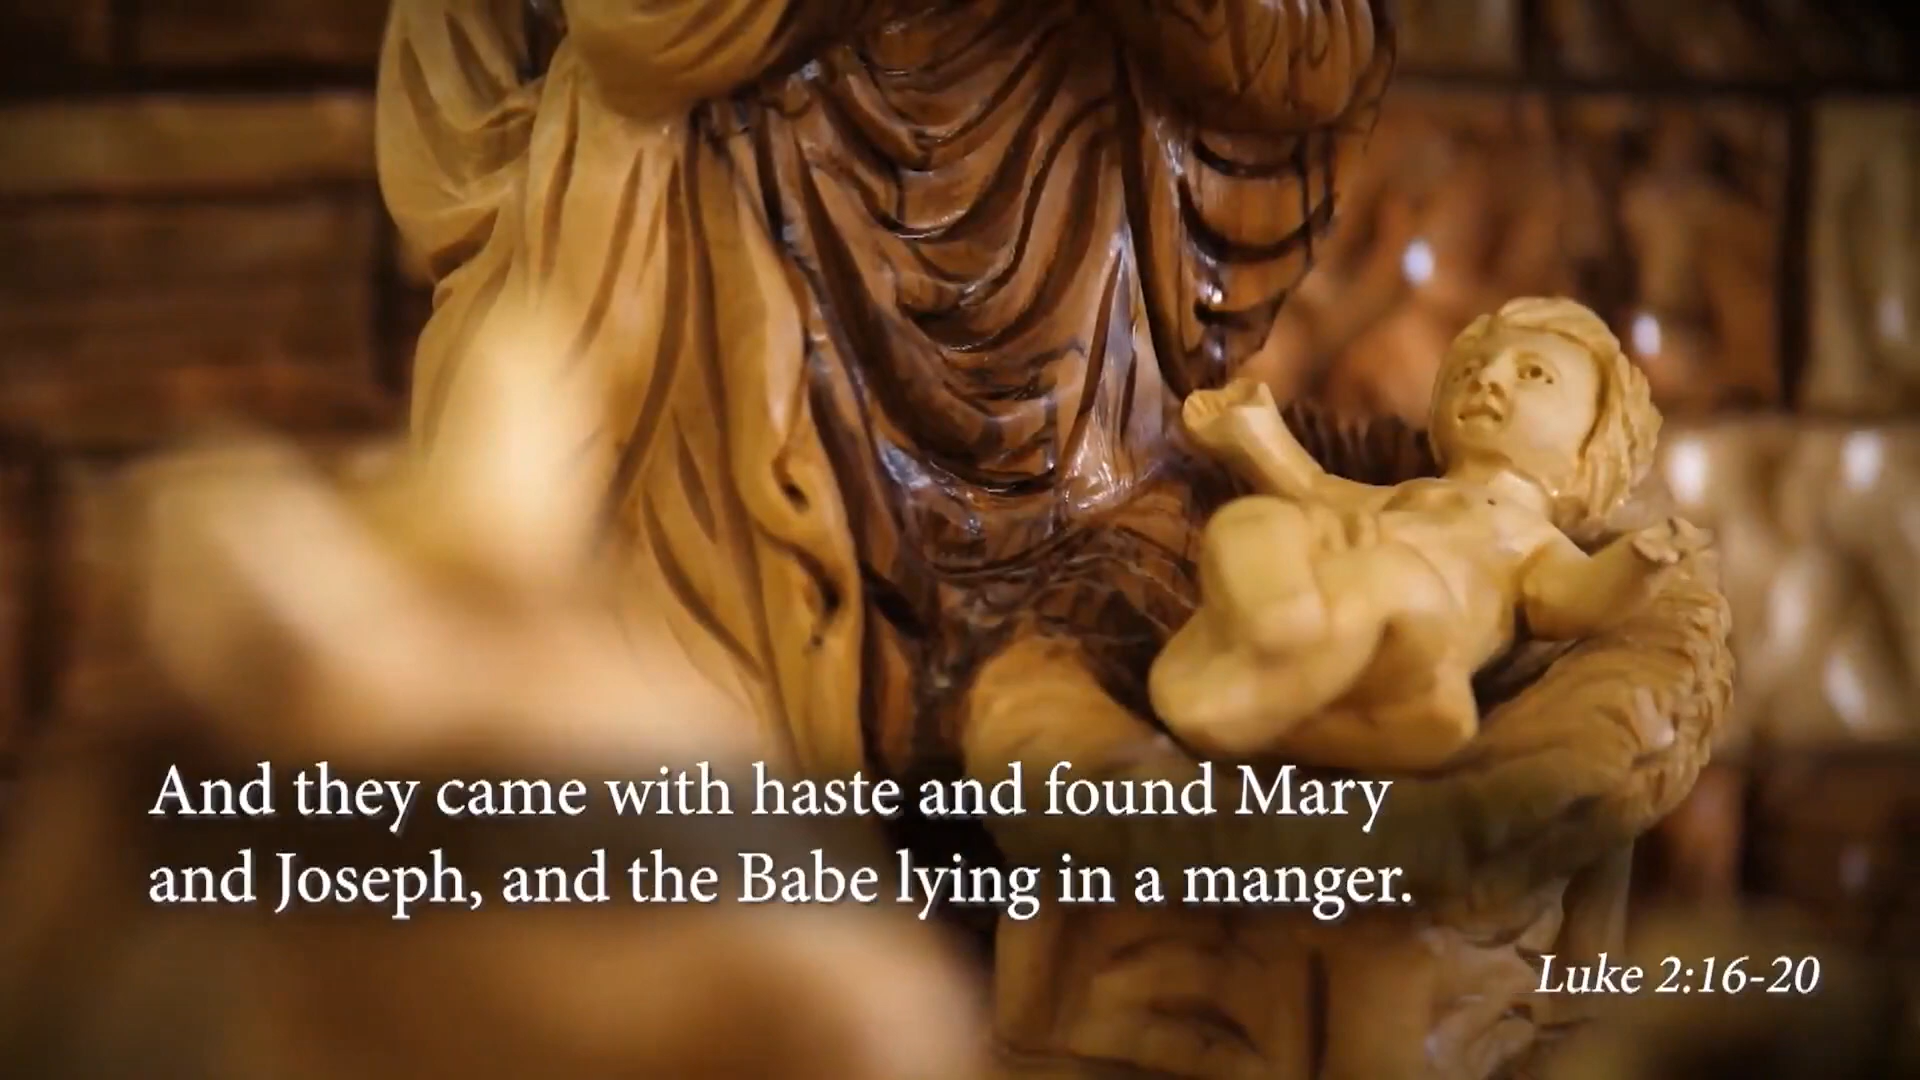 And they came with haste and found Mary
and Joseph, and the Babe lying in a manger.
Luke 2:16-20